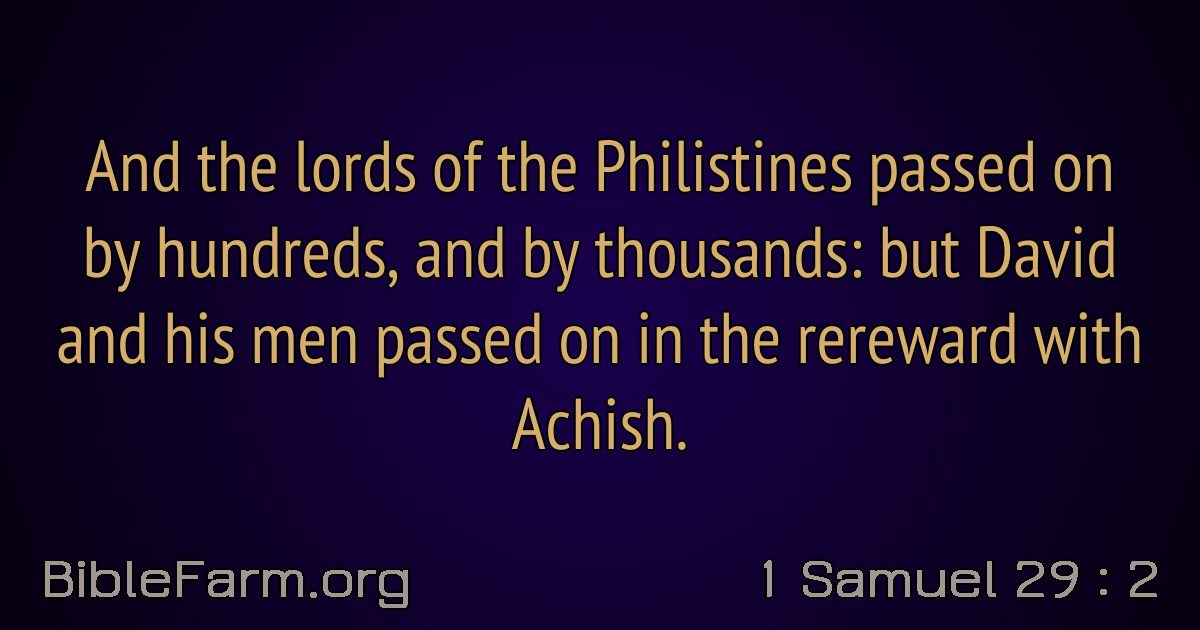 And the lords of the Philistines passed on
by hundreds, and by thousands: but David
and his men passed on in the rereward with
Achish.
BibleFarm.org
1 Samuel 29 : 2